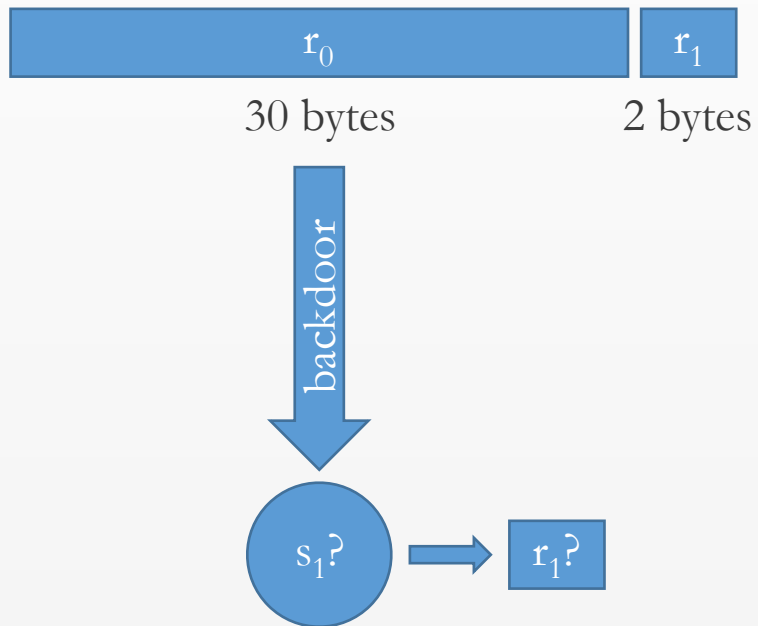 r₀ r₁
30 bytes 2 bytes
backdoor
s₁? r₁?